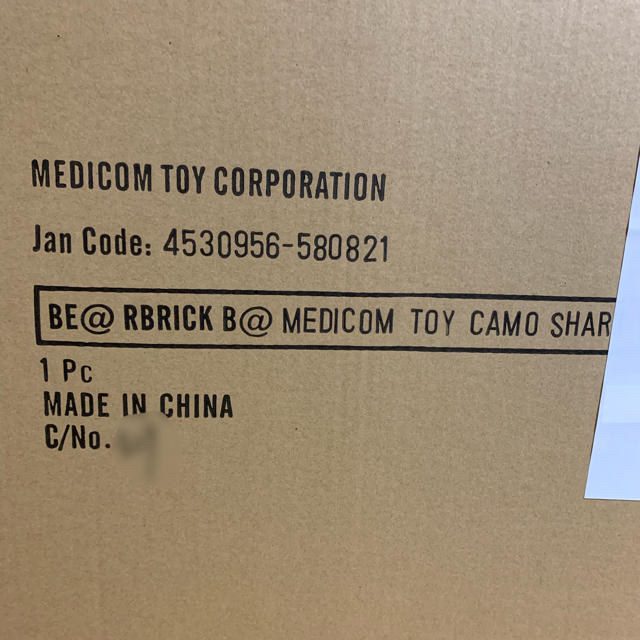 MEDICOM TOY CORPORATION
Jan Code: 4530956-580821
BE@ RBRICK B@ MEDICOM TOY CAMO SHAR
1 Pc
MADE IN CHINA
C/No.